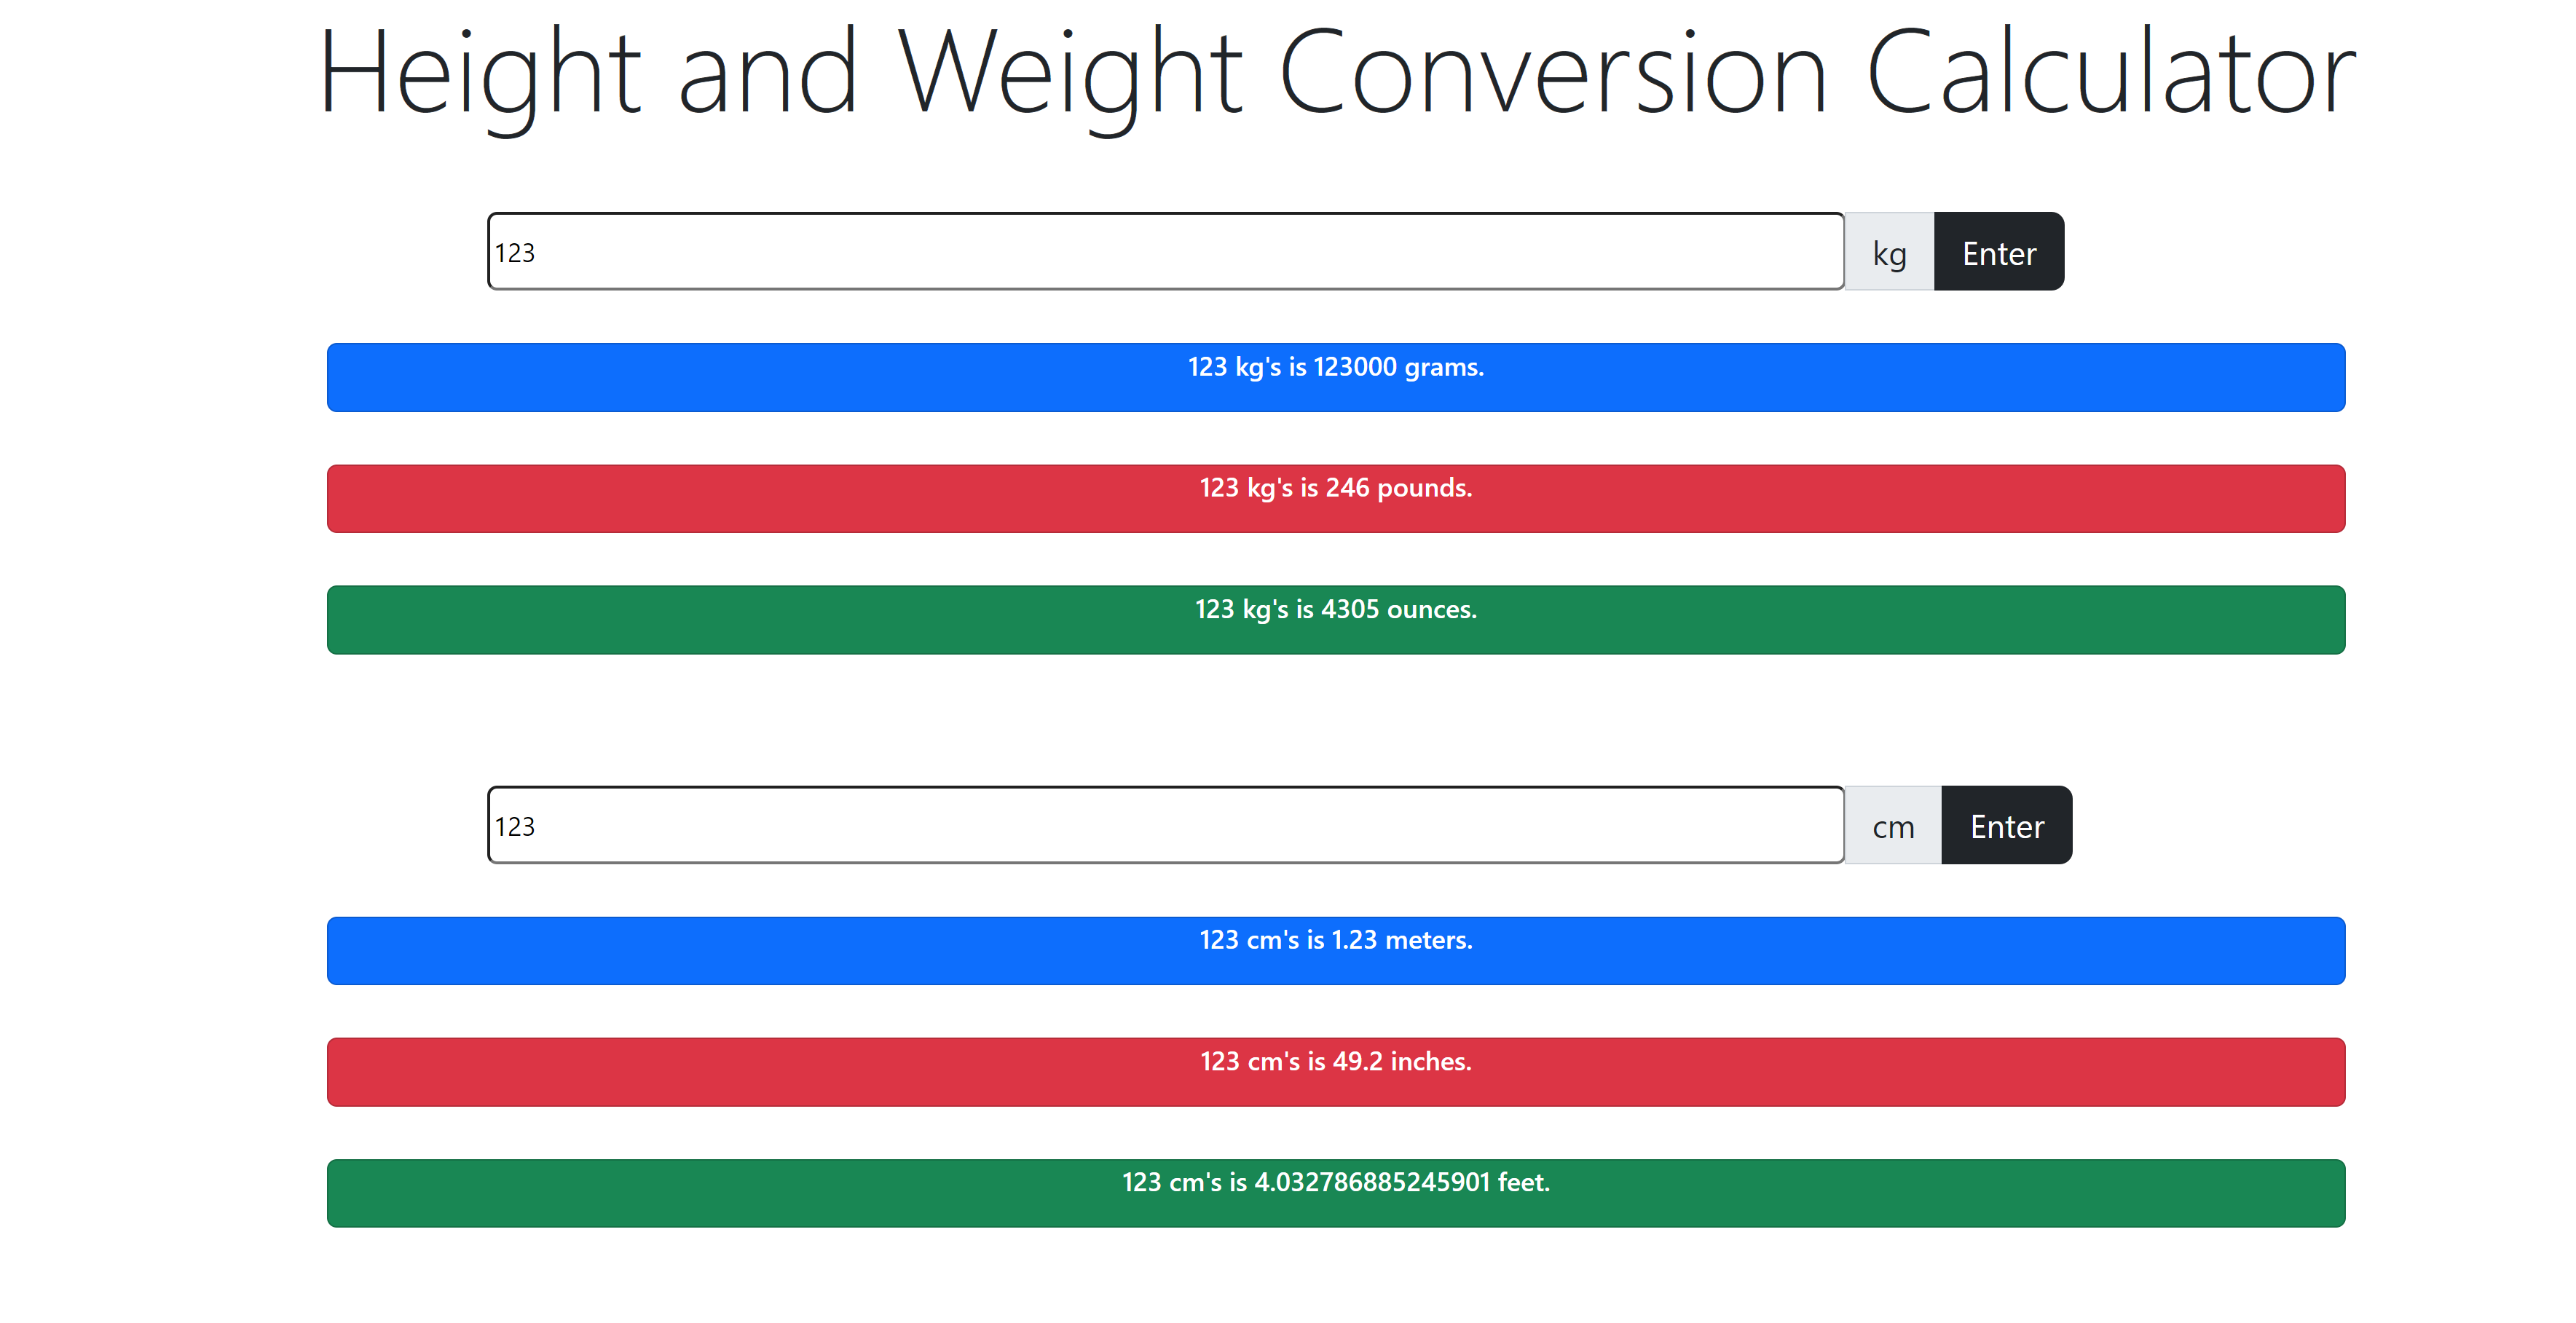 Height and Weight Conversion Calculator
123 kg Enter
123 kg's is 123000 grams.
123 kg's is 246 pounds.
123 kg's is 4305 ounces.
123 cm Enter
123 cm's is 1.23 meters.
123 cm's is 49.2 inches.
123 cm's is 4.032786885245901 feet.